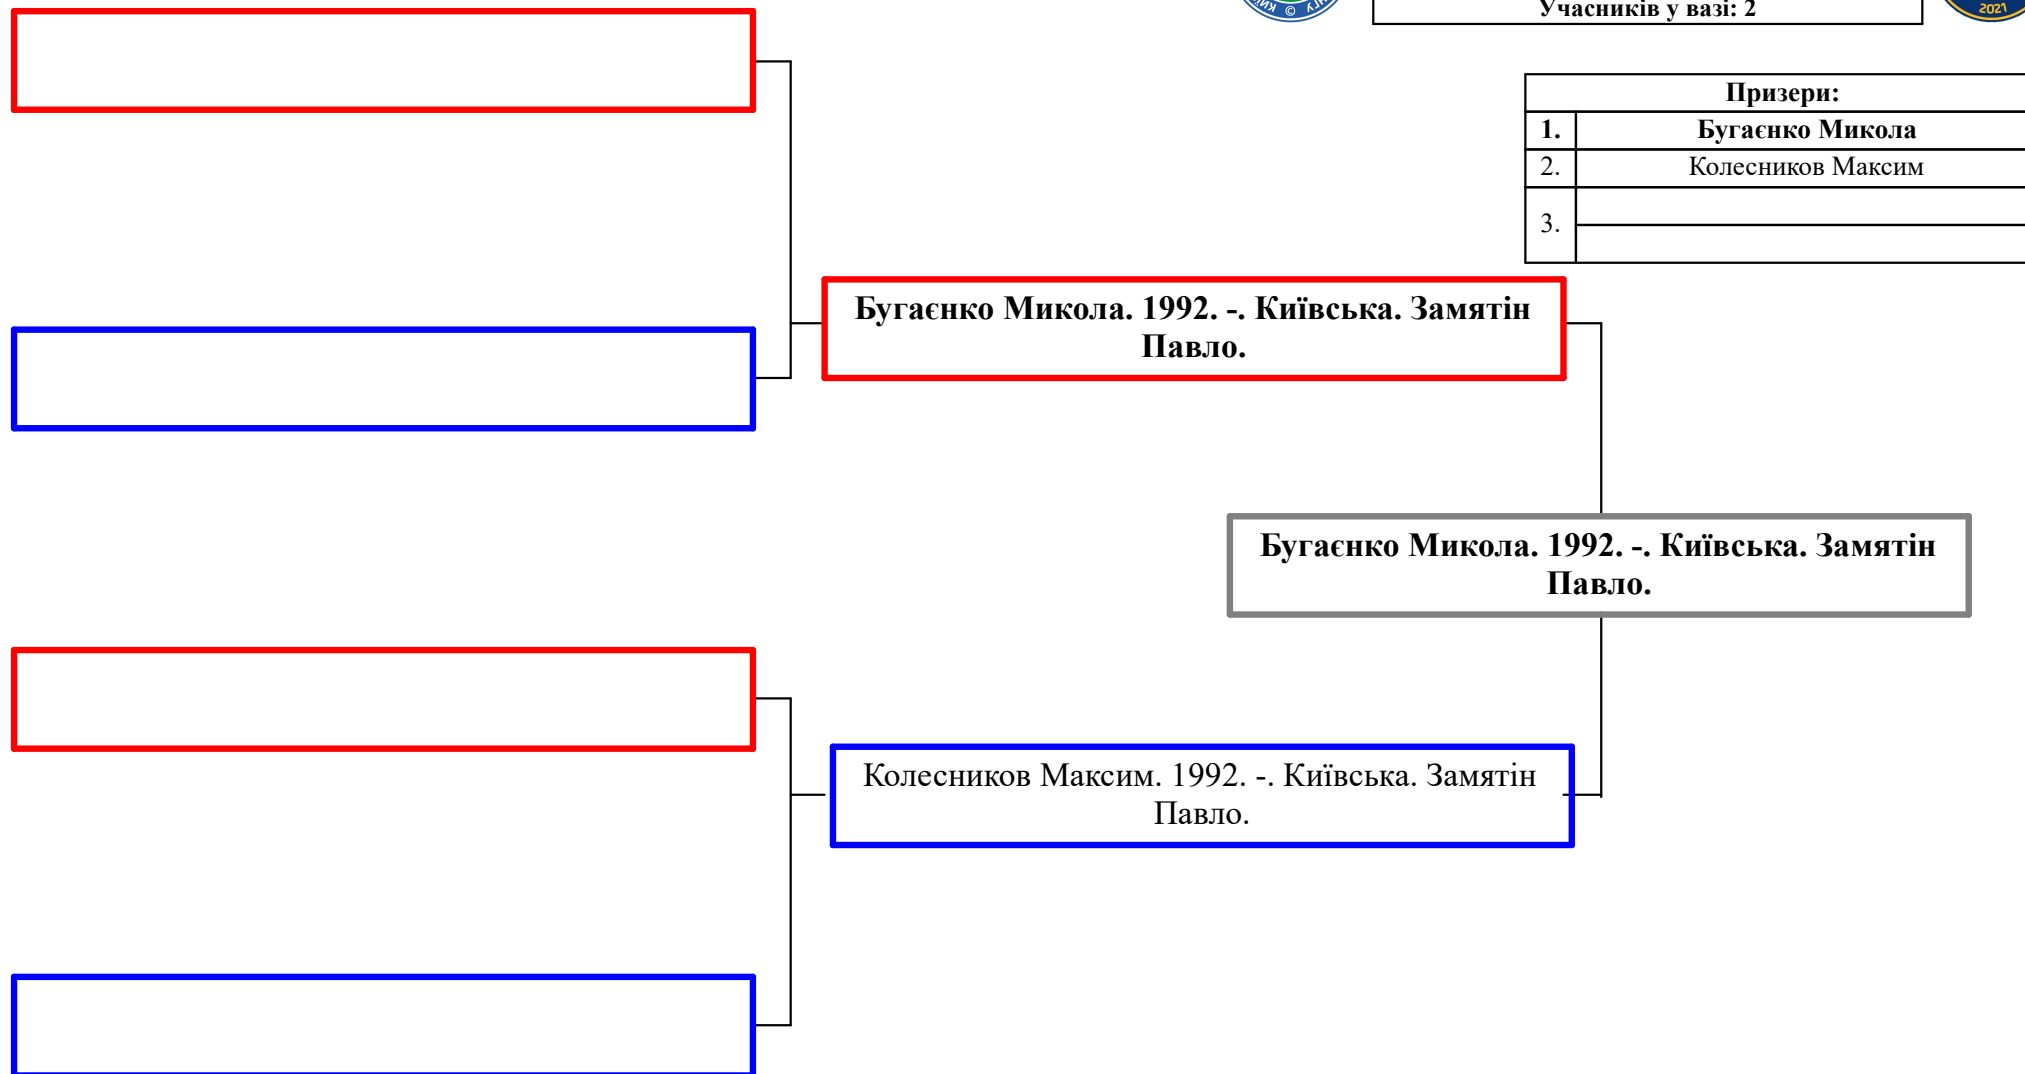 Учасників у вазі: 2
2021
Призери:
1. Бугаєнко Микола
2. Колесников Максим
3.
Бугаєнко Микола. 1992. -. Київська. Замятін
Павло.
Бугаєнко Микола. 1992. -. Київська. Замятін
Павло.
Колесников Максим. 1992. -. Київська. Замятін
Павло.